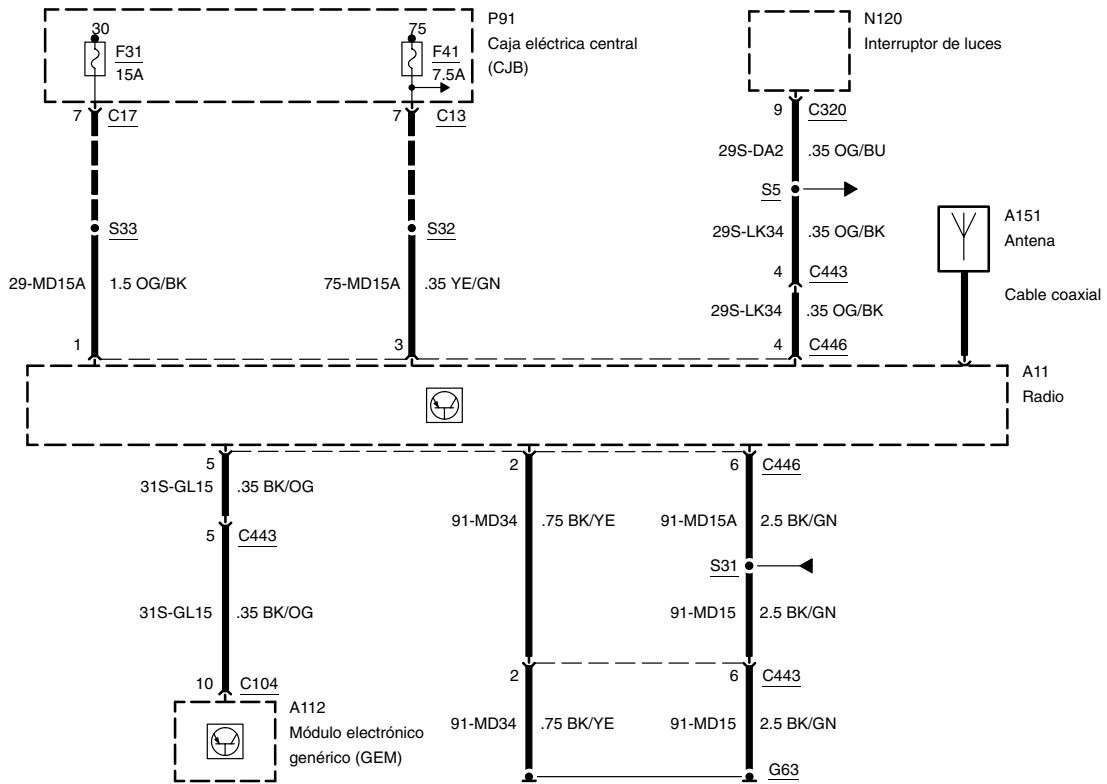 P91
Caja eléctrica central
(CJB)
30
F31
15A
75
F41
7.5A
N120
Interruptor de luces
7 C17
7 C13
9 C320
29S-DA2 .35 OG/BU
S5
S33
S32
29S-LK34 .35 OG/BK
A151
Antena
29-MD15A 1.5 OG/BK
75-MD15A .35 YE/GN
4 C443
Cable coaxial
29S-LK34 .35 OG/BK
1
3
4 C446
A11
Radio
5
2
6 C446
31S-GL15 .35 BK/OG
91-MD34 .75 BK/YE
91-MD15A 2.5 BK/GN
5 C443
S31
31S-GL15 .35 BK/OG
91-MD15 2.5 BK/GN
2
6 C443
10 C104
A112
Módulo electrónico
genérico (GEM)
91-MD34 .75 BK/YE
91-MD15 2.5 BK/GN
G63